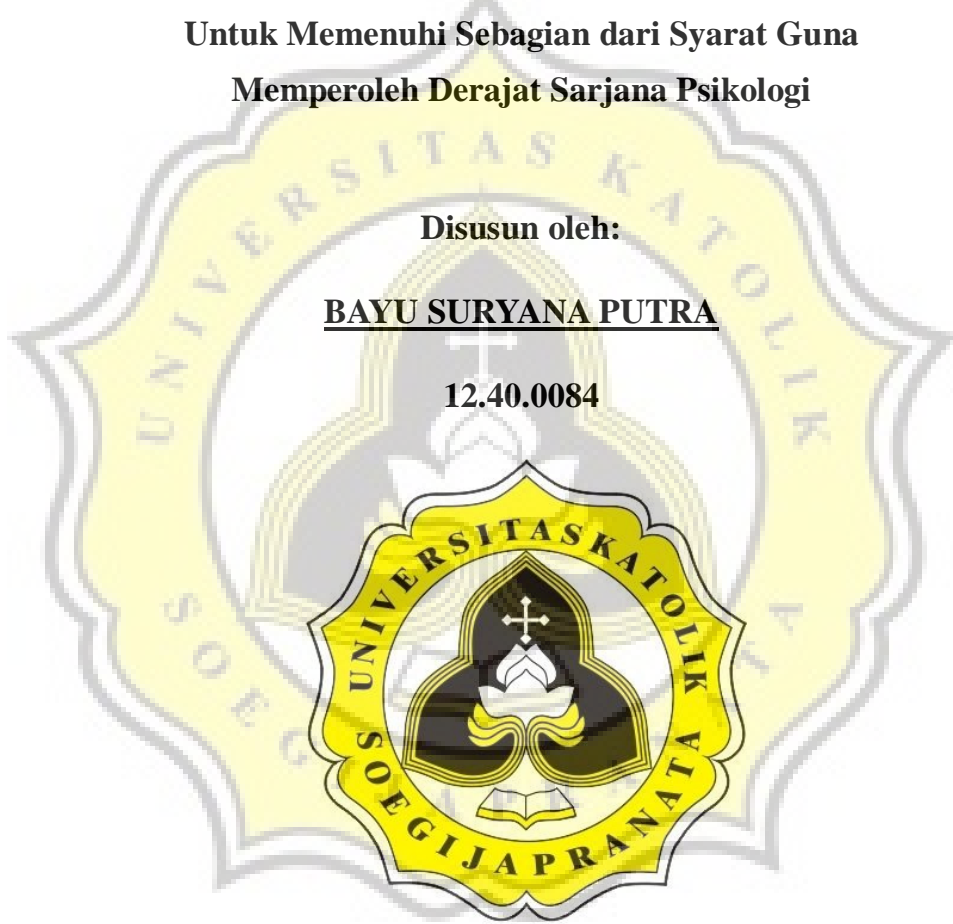 Untuk Memenuhi Sebagian dari Syarat Guna
Memperoleh Derajat Sarjana Psikologi
Disusun oleh:
BAYU SURYANA PUTRA
12.40.0084
UNIVERSITAS KATOLIK
SOEGIJAPRANATA